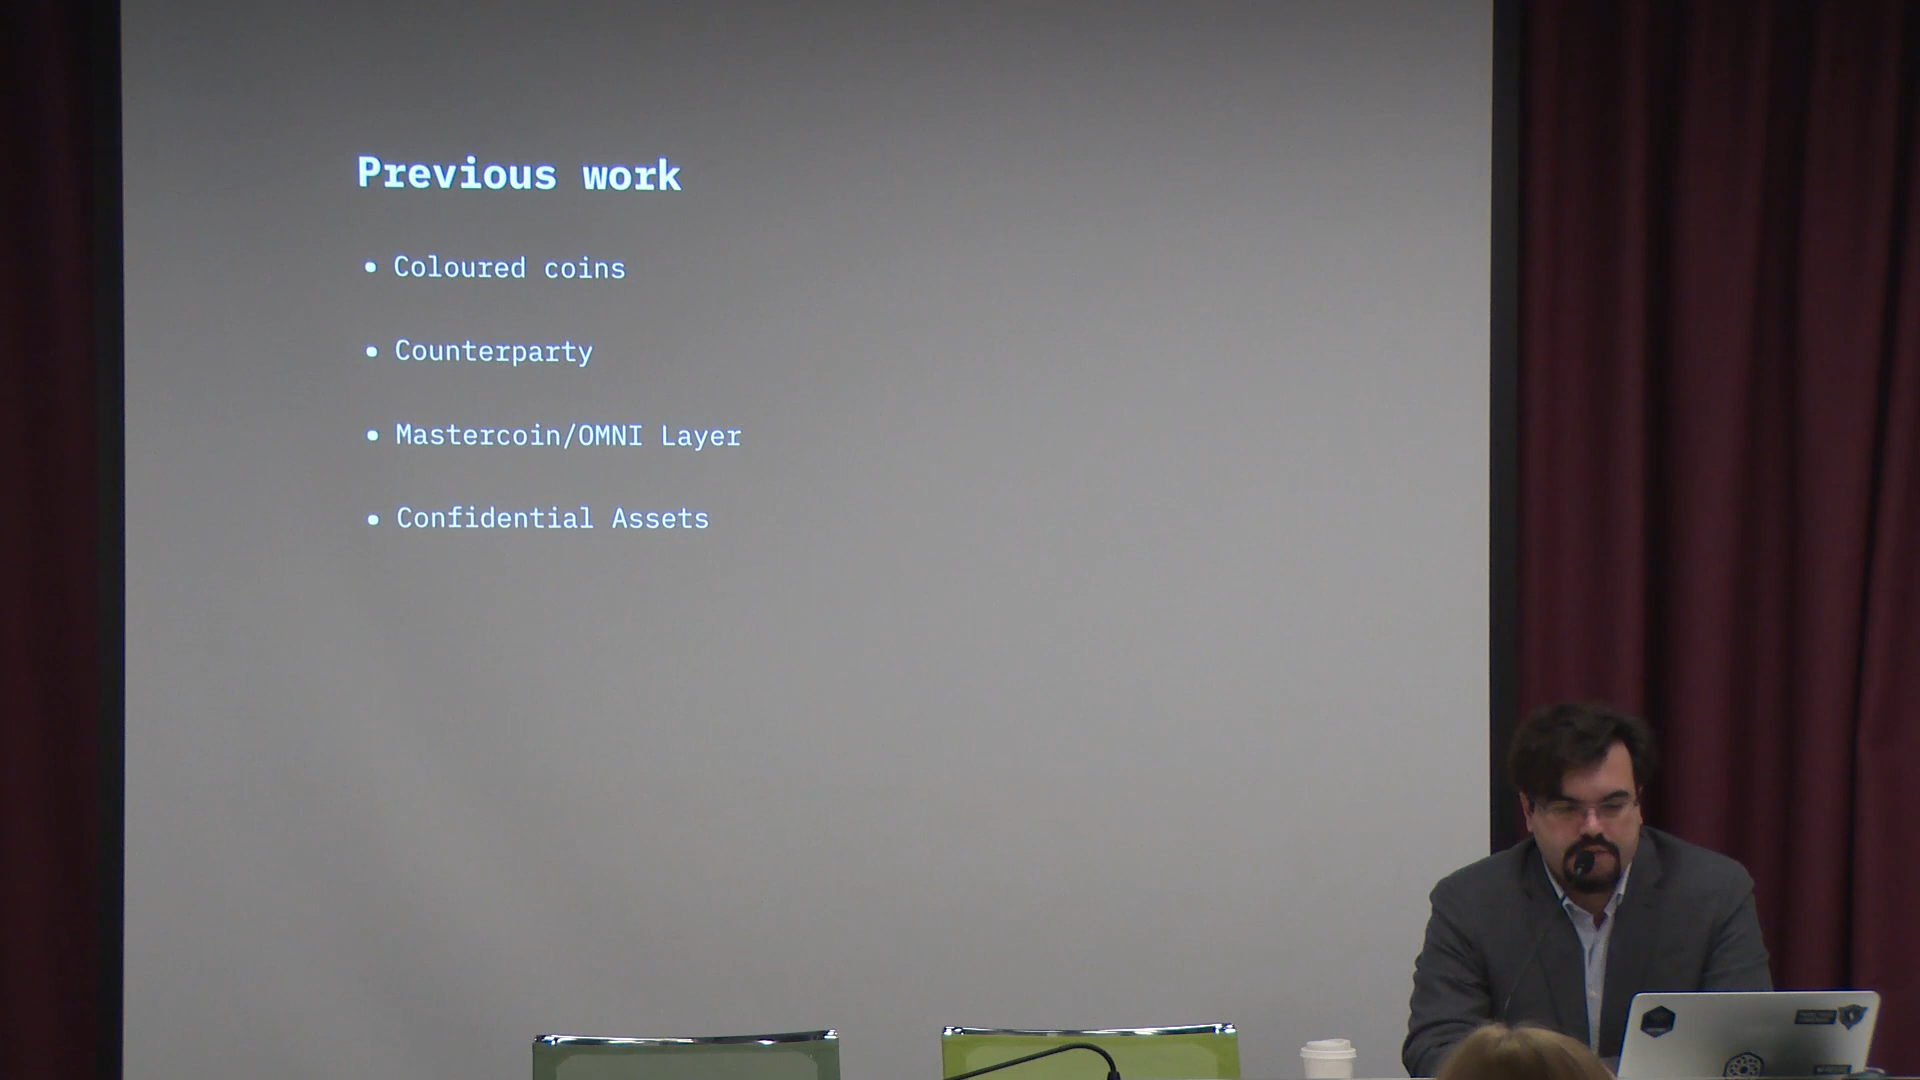 Previous work
• Coloured coins
• Counterparty
• Mastercoin/OMNI Layer
• Confidential Assets